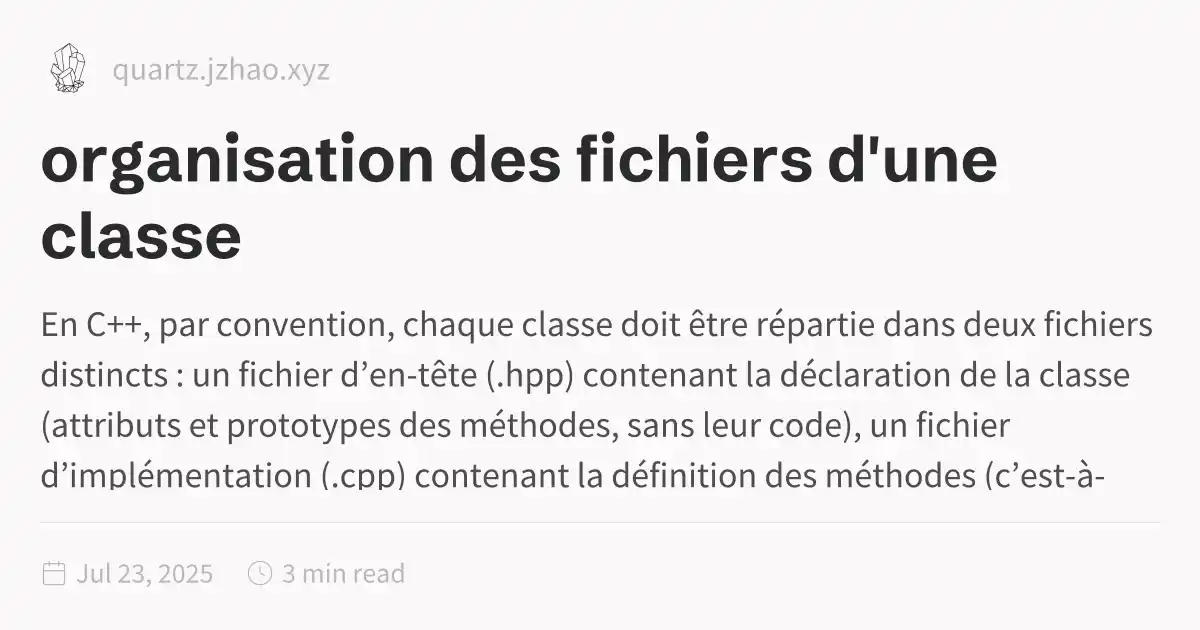 quartz.jzhao.xyz
organisation des fichiers d'une
classe
En C++, par convention, chaque classe doit être répartie dans deux fichiers
distincts : un fichier d’en-tête (.hpp) contenant la déclaration de la classe
(attributs et prototypes des méthodes, sans leur code), un fichier
d’implémentation (.cpp) contenant la définition des méthodes (c’est-à-
Jul 23, 2025
3 min read